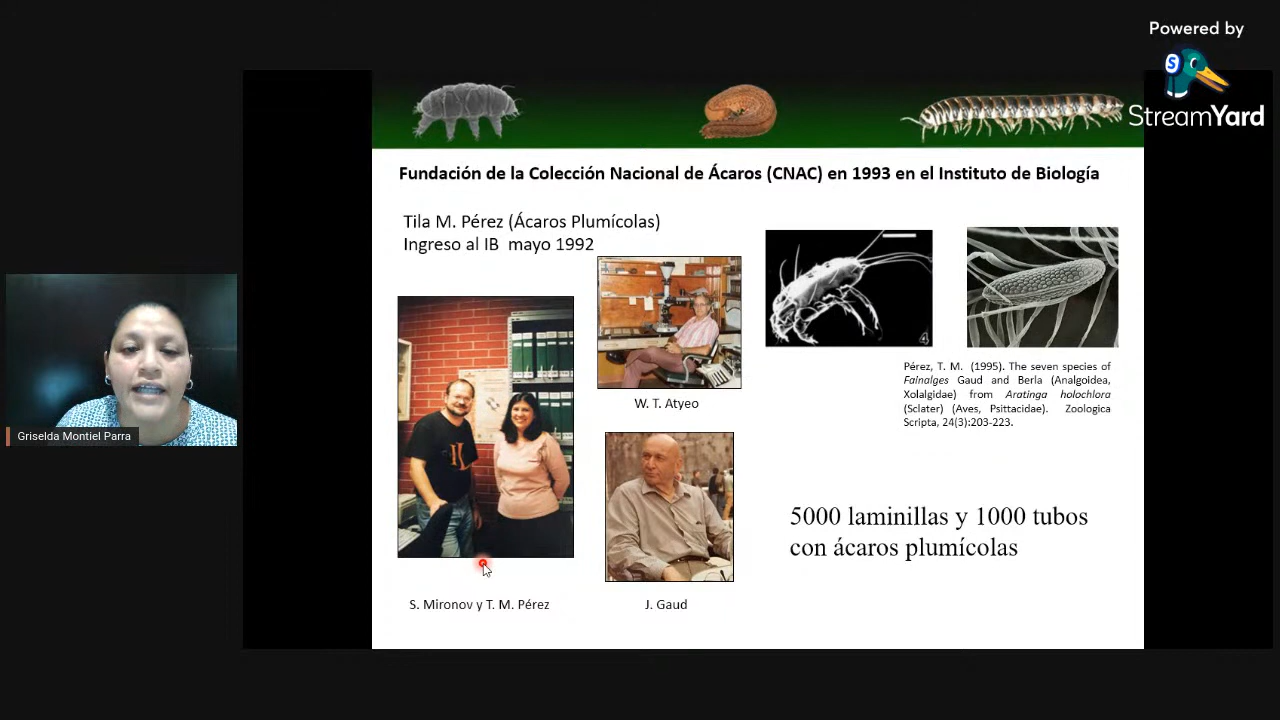 Powered by
S
StreamYard
Fundación de la Colección Nacional de Ácaros (CNAC) en 1993 en el Instituto de Biología
Tila M. Pérez (Ácaros Plumícolas)
Ingreso al IB mayo 1992
4
Pérez, T. M. (1995). The seven species of
Fainalges Gaud and Berla (Analgoidea,
Xolalgidae) from Aratinga holochlora
(Sclater) (Aves, Psittacidae). Zoologica
Scripta, 24(3):203-223.
W. T. Atyeo
IL
Griselda Montiel Parra
5000 laminillas y 1000 tubos
con ácaros plumícolas
S. Mironov y T. M. Pérez
J. Gaud